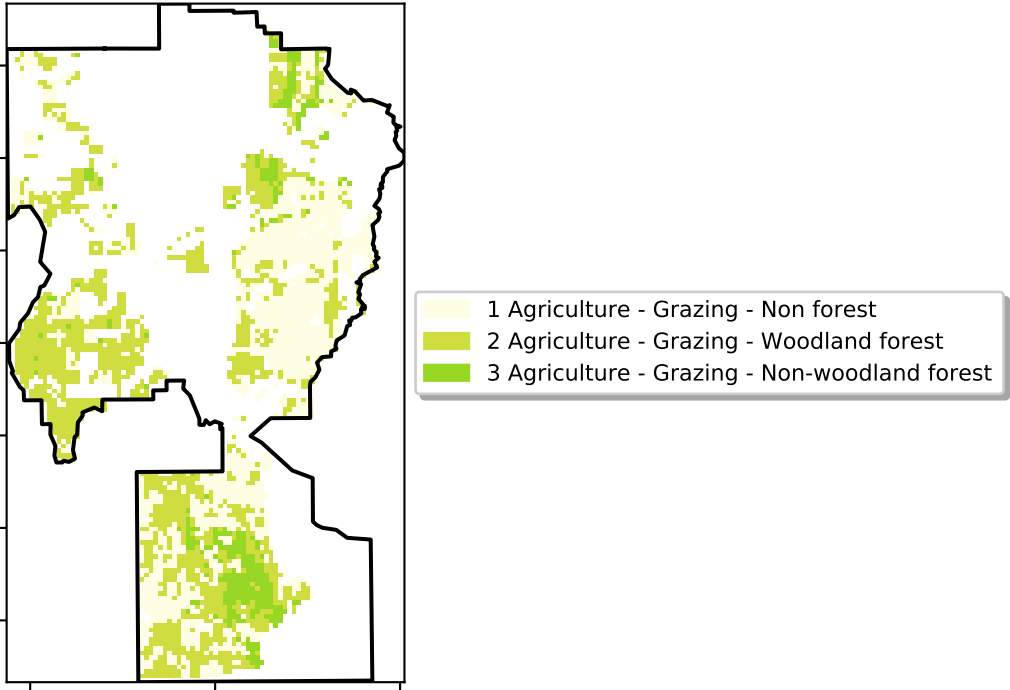 1 Agriculture - Grazing - Non forest
2 Agriculture - Grazing - Woodland forest
3 Agriculture - Grazing - Non-woodland forest